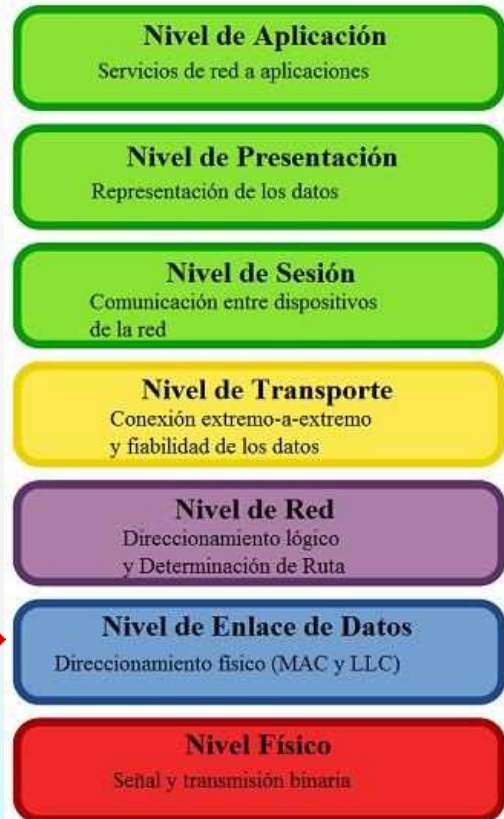 Nivel de Aplicación
Servicios de red a aplicaciones
Nivel de Presentación
Representación de los datos
Nivel de Sesión
Comunicación entre dispositivos
de la red
Nivel de Transporte
Conexión extremo-a-extremo
y fiabilidad de los datos
Nivel de Red
Direccionamiento lógico
y Determinación de Ruta
Nivel de Enlace de Datos
Direccionamiento físico (MAC y LLC)
Nivel Físico
Señal y transmisión binaria